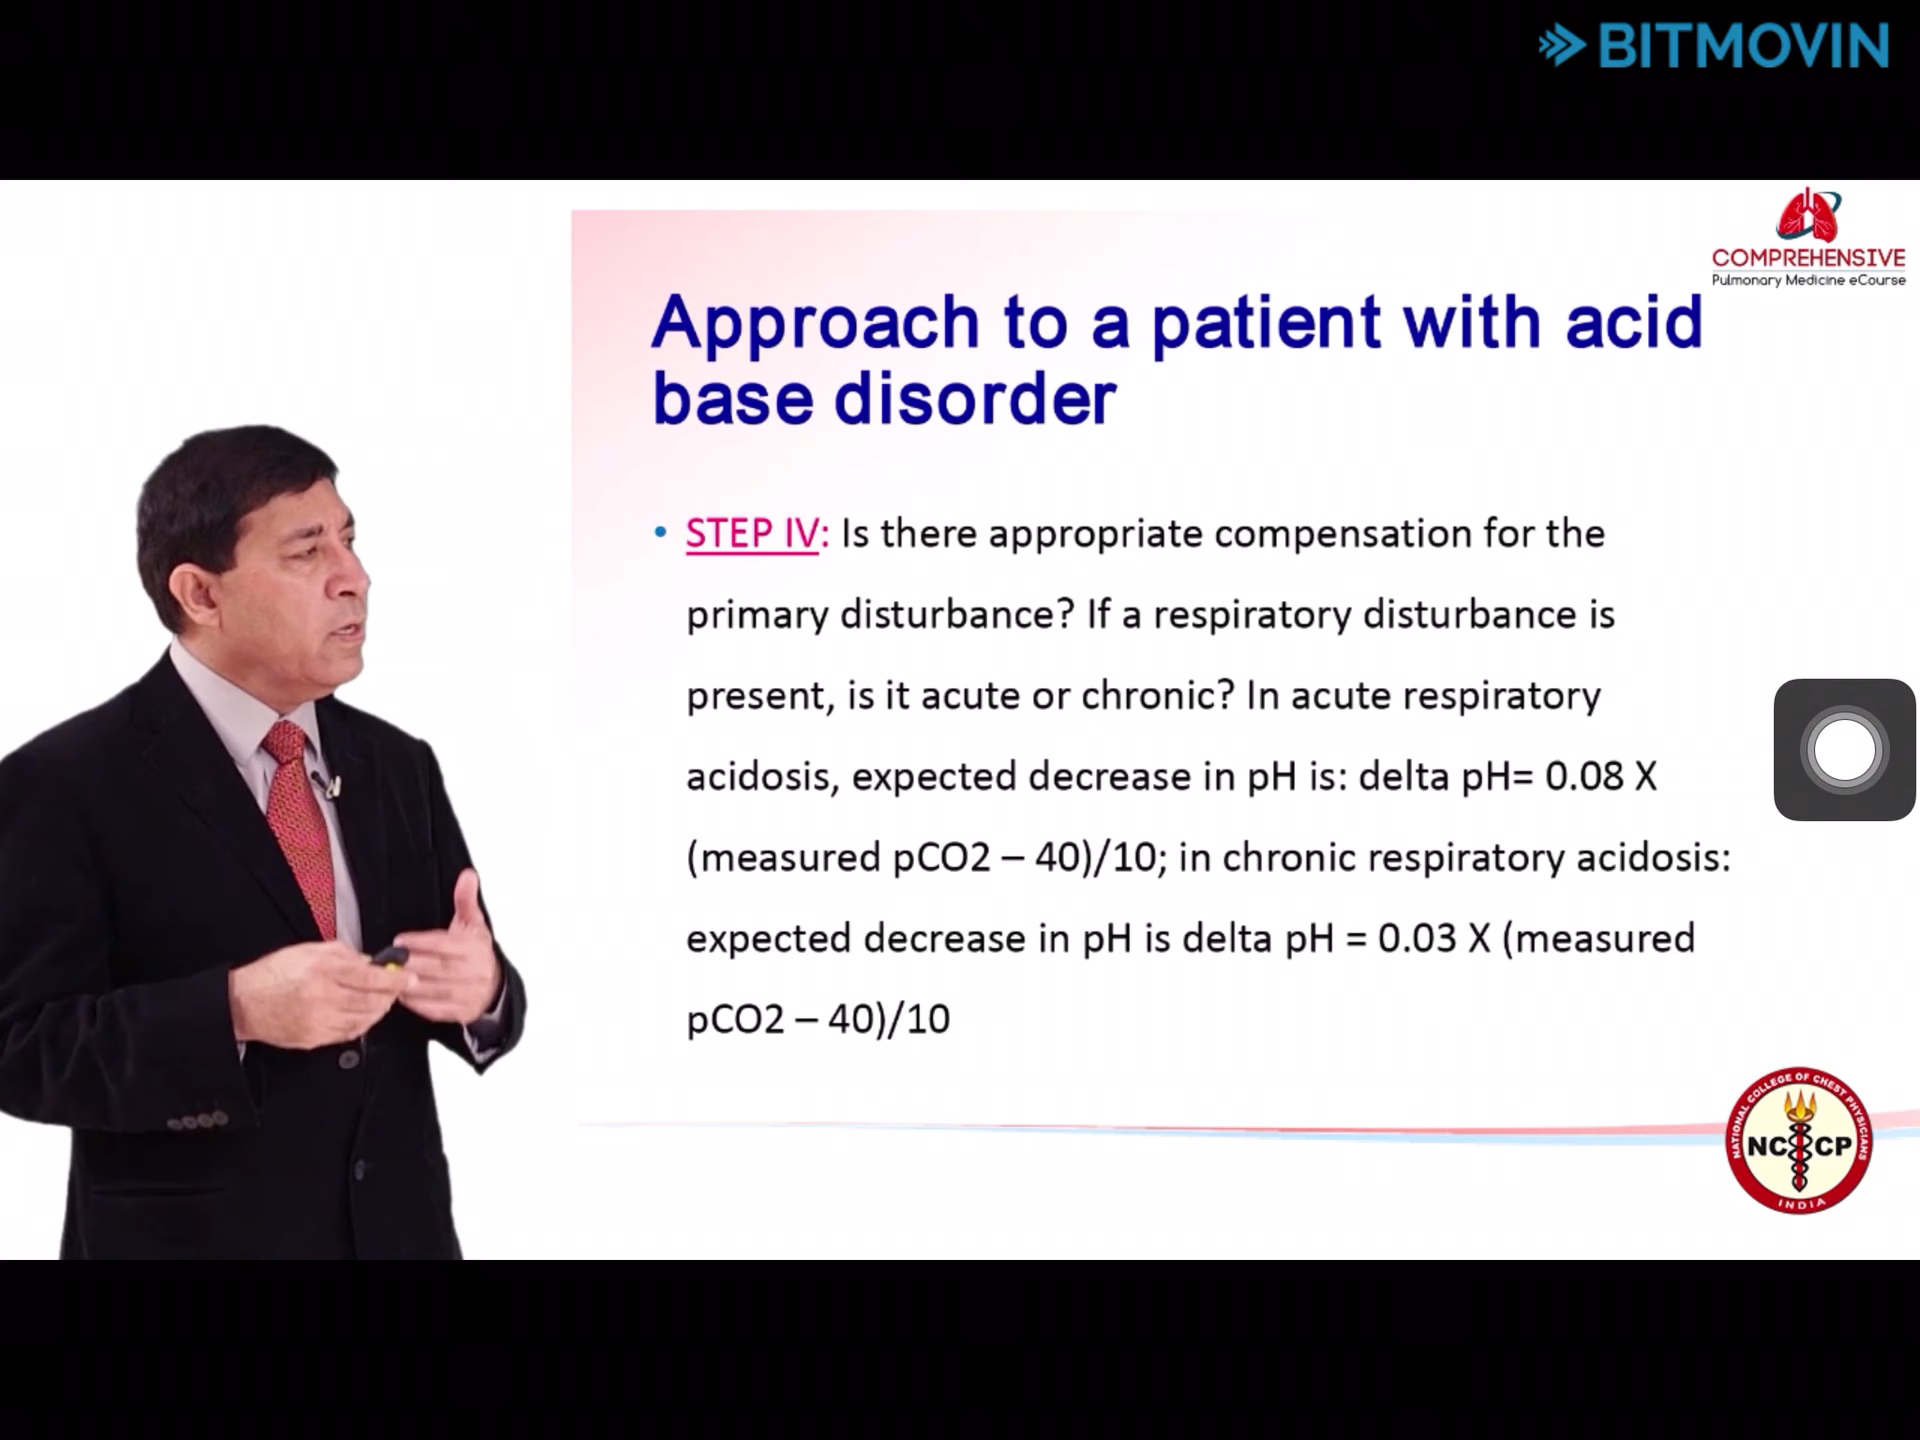 BITMOVIN
COMPREHENSIVE
Pulmonary Medicine eCourse
Approach to a patient with acid
base disorder
• STEP IV: Is there appropriate compensation for the
primary disturbance? If a respiratory disturbance is
present, is it acute or chronic? In acute respiratory
acidosis, expected decrease in pH is: delta pH= 0.08 X
(measured pCO2 – 40)/10; in chronic respiratory acidosis:
expected decrease in pH is delta pH = 0.03 X (measured
pCO2 – 40)/10
NATIONAL COLLEGE OF CHEST PHYSICIANS
NCCP
INDIA